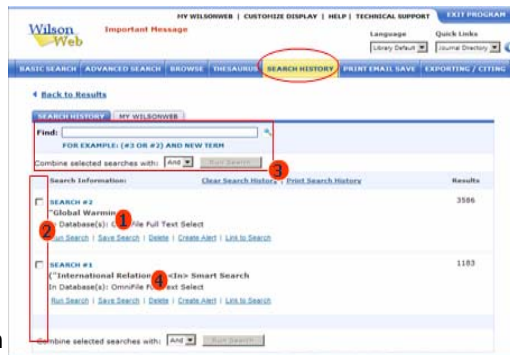 MY WILSONWEB | CUSTOMIZE DISPLAY | HELP | TECHNICAL SUPPORT EXIT PROGRAM
Wilson Web
Important Message
Language Quick Links
Library Default Journal Directory
BASIC SEARCH ADVANCED SEARCH BROWSE THESAURUS SEARCH HISTORY PRINT EMAIL SAVE EXPORTING / CITING
Back to Results
SEARCH HISTORY MY WILSONWEB
Find:
FOR EXAMPLE: (#3 OR #2) AND NEW TERM
Combine selected searches with: And Run Search
3
Search Information: Clear Search History | Print Search History Results
SEARCH #2 3586
"Global Warmin 1
2 In Database(s): File Full Text Select
Run Search | Save Search | Delete | Create Alert | Link to Search
SEARCH #1 1183
("International Relation 4 <In> Smart Search
In Database(s): OmniFile Full Text Select
Run Search | Save Search | Delete | Create Alert | Link to Search
Combine selected searches with: And Run Search